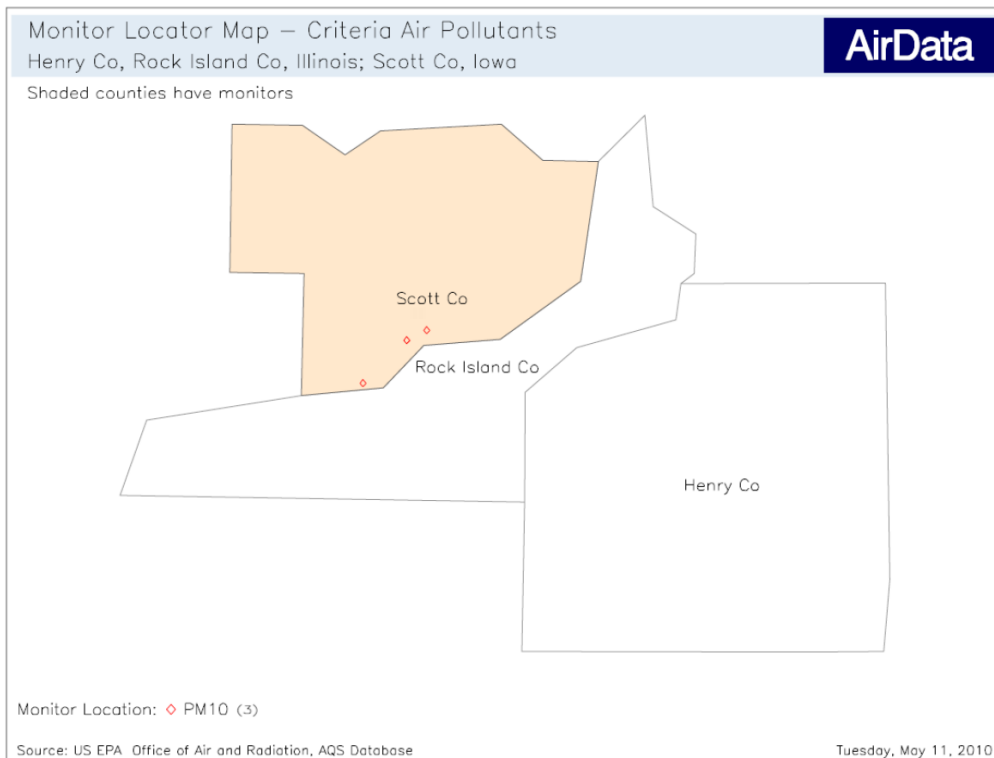 Monitor Locator Map – Criteria Air Pollutants
Henry Co, Rock Island Co, Illinois; Scott Co, Iowa
AirData
Shaded counties have monitors
Scott Co
Rock Island Co
Henry Co
Monitor Location: ◇ PM10 (3)
Source: US EPA Office of Air and Radiation, AQS Database
Tuesday, May 11, 2010